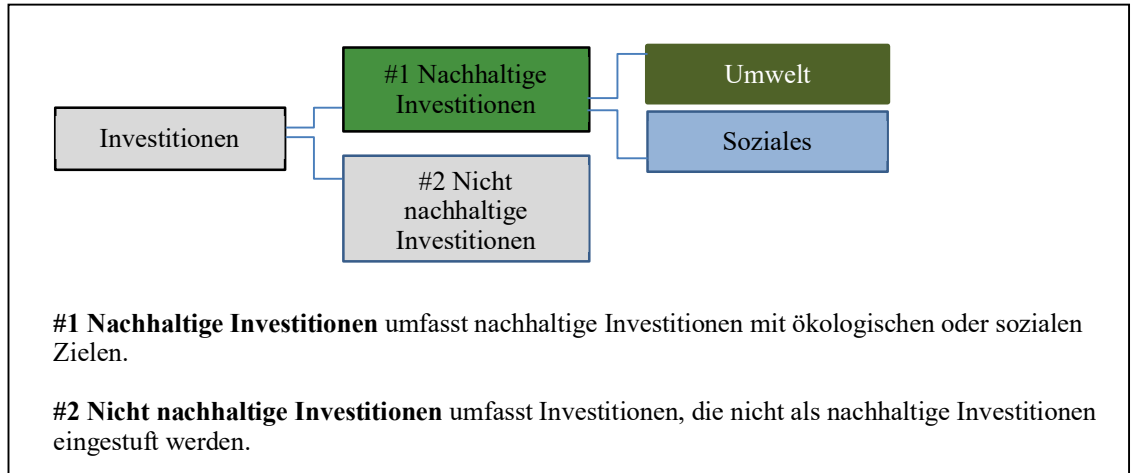 #1 Nachhaltige
Investitionen
Umwelt
Investitionen
Soziales
#2 Nicht
nachhaltige
Investitionen
#1 Nachhaltige Investitionen umfasst nachhaltige Investitionen mit ökologischen oder sozialen
Zielen.
#2 Nicht nachhaltige Investitionen umfasst Investitionen, die nicht als nachhaltige Investitionen
eingestuft werden.